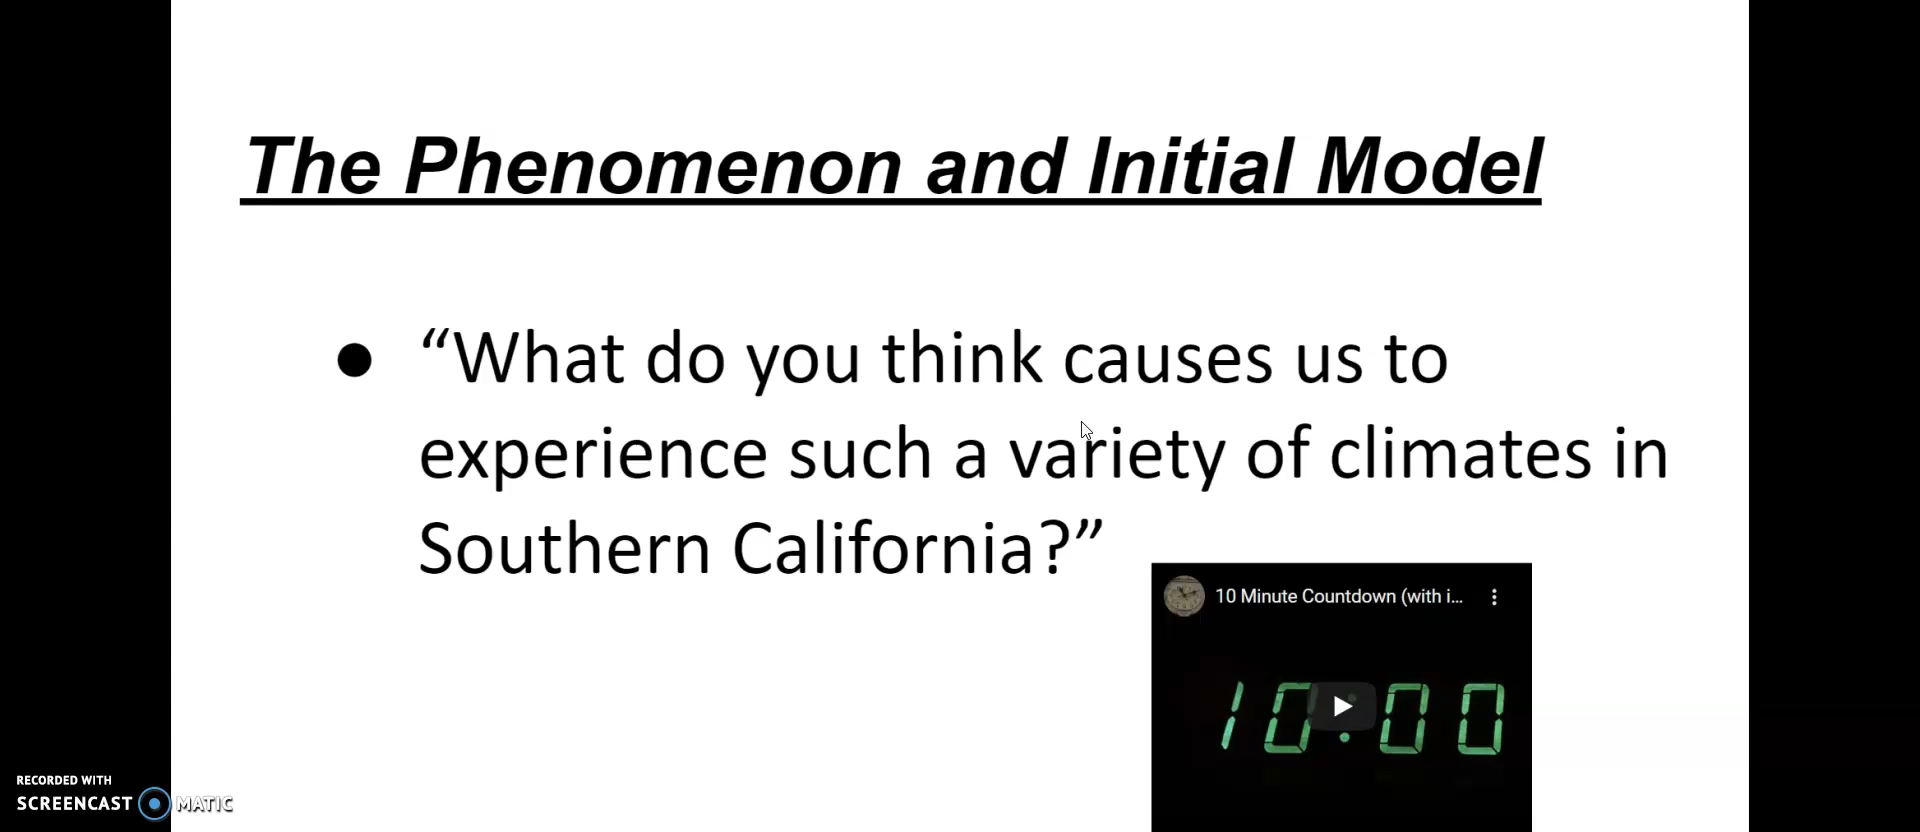 The Phenomenon and Initial Model
● “What do you think causes us to
experience such a variety of climates in
Southern California?”
10 Minute Countdown (with i...
10:00
RECORDED WITH
SCREENCAST MATIC